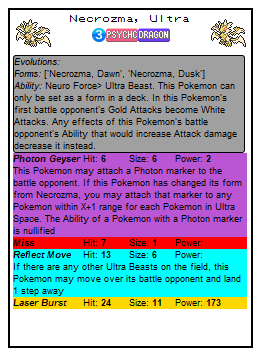 Necrozma, Ultra
3 PSYCHC DRAGON
Evolutions:
Forms: ['Necrozma, Dawn', 'Necrozma, Dusk']
Ability: Neuro Force> Ultra Beast. This Pokemon can
only be set as a form in a deck. In this Pokemon's
first battle opponent's Gold Attacks become White
Attacks. Any effects of this Pokemon's battle
opponent's Ability that would increase Attack damage
decrease it instead.
Photon Geyser Hit: 6 Size: 6 Power: 2
This Pokemon may attach a Photon marker to the
battle opponent. If this Pokemon has changed its form
from Necrozma, you may attach that marker to any
Pokemon within X+1 range for each Pokemon in Ultra
Space. The Ability of a Pokemon with a Photon marker
is nullified
Miss Hit: 7 Size: 1 Power:
Reflect Move Hit: 13 Size: 6 Power:
If there are any other Ultra Beasts on the field, this
Pokemon may move over its battle opponent and land
1 step away
Laser Burst Hit: 24 Size: 11 Power: 173